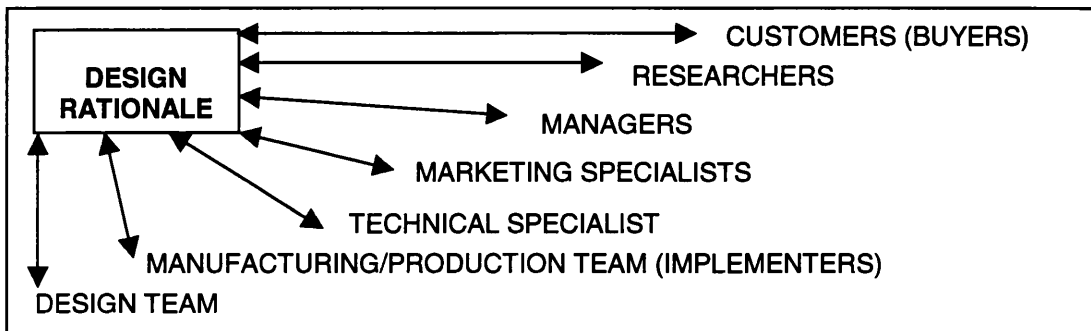 DESIGN
RATIONALE
CUSTOMERS (BUYERS)
RESEARCHERS
MANAGERS
MARKETING SPECIALISTS
TECHNICAL SPECIALIST
MANUFACTURING/PRODUCTION TEAM (IMPLEMENTERS)
DESIGN TEAM